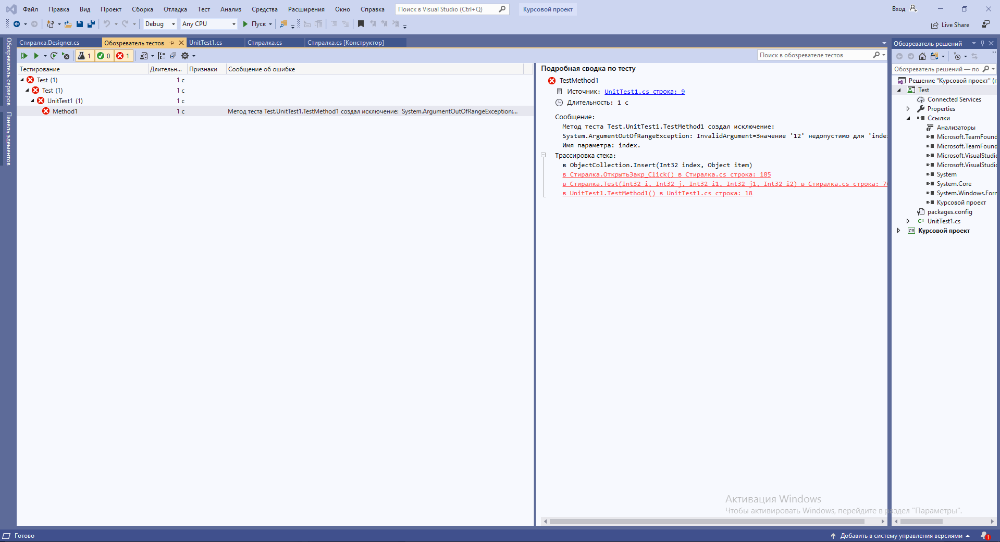 Файл Правка Вид Проект Сборка Отладка Тест Анализ Средства Расширения Окно Справка Поиск в Visual Studio (Ctrl+Q) Курсовой проект Вход
Debug Any CPU Пуск Live Share
Обозреватель серверов
Панель элементов
Стиралка.Designer.cs Обозреватель тестов UnitTest1.cs Стиралка.cs Стиралка.cs [Конструктор]
1 0 1 Поиск в обозревателе тестов
Тестирование Длительн... Признаки Сообщение об ошибке
Test (1) 1 с
Test (1) 1 с
UnitTest1 (1) 1 с
Method1 1 с Метод теста Test.UnitTest1.TestMethod1 создал исключение: System.ArgumentOutOfRangeException:...
Подробная сводка по тесту
TestMethod1
Источник: UnitTest1.cs строка: 9
Длительность: 1 с
Сообщение:
Метод теста Test.UnitTest1.TestMethod1 создал исключение:
System.ArgumentOutOfRangeException: InvalidArgument=Значение '12' недопустимо для 'inde
Имя параметра: index.
Трассировка стека:
в ObjectCollection.Insert(Int32 index, Object item)
в Стиралка.ОткрытьЗакр_Click() в Стиралка.cs строка: 185
в Стиралка.Test(Int32 i, Int32 j, Int32 i1, Int32 j1, Int32 i2) в Стиралка.cs строка:
в UnitTest1.TestMethod1() в UnitTest1.cs строка: 18
Обозреватель решений
Обозреватель решений — по
Решение "Курсовой проект" (п
Test
Connected Services
Properties
Ссылки
Анализаторы
Microsoft.TeamFound
Microsoft.TeamFound
Microsoft.VisualStudio
Microsoft.VisualStudio
System
System.Core
System.Windows.Forr
Курсовой проект
packages.config
C# UnitTest1.cs
C# Курсовой проект
Активация Windows
Чтобы активировать Windows, перейдите в раздел "Параметры".
Готово Добавить в систему управления версиями 1